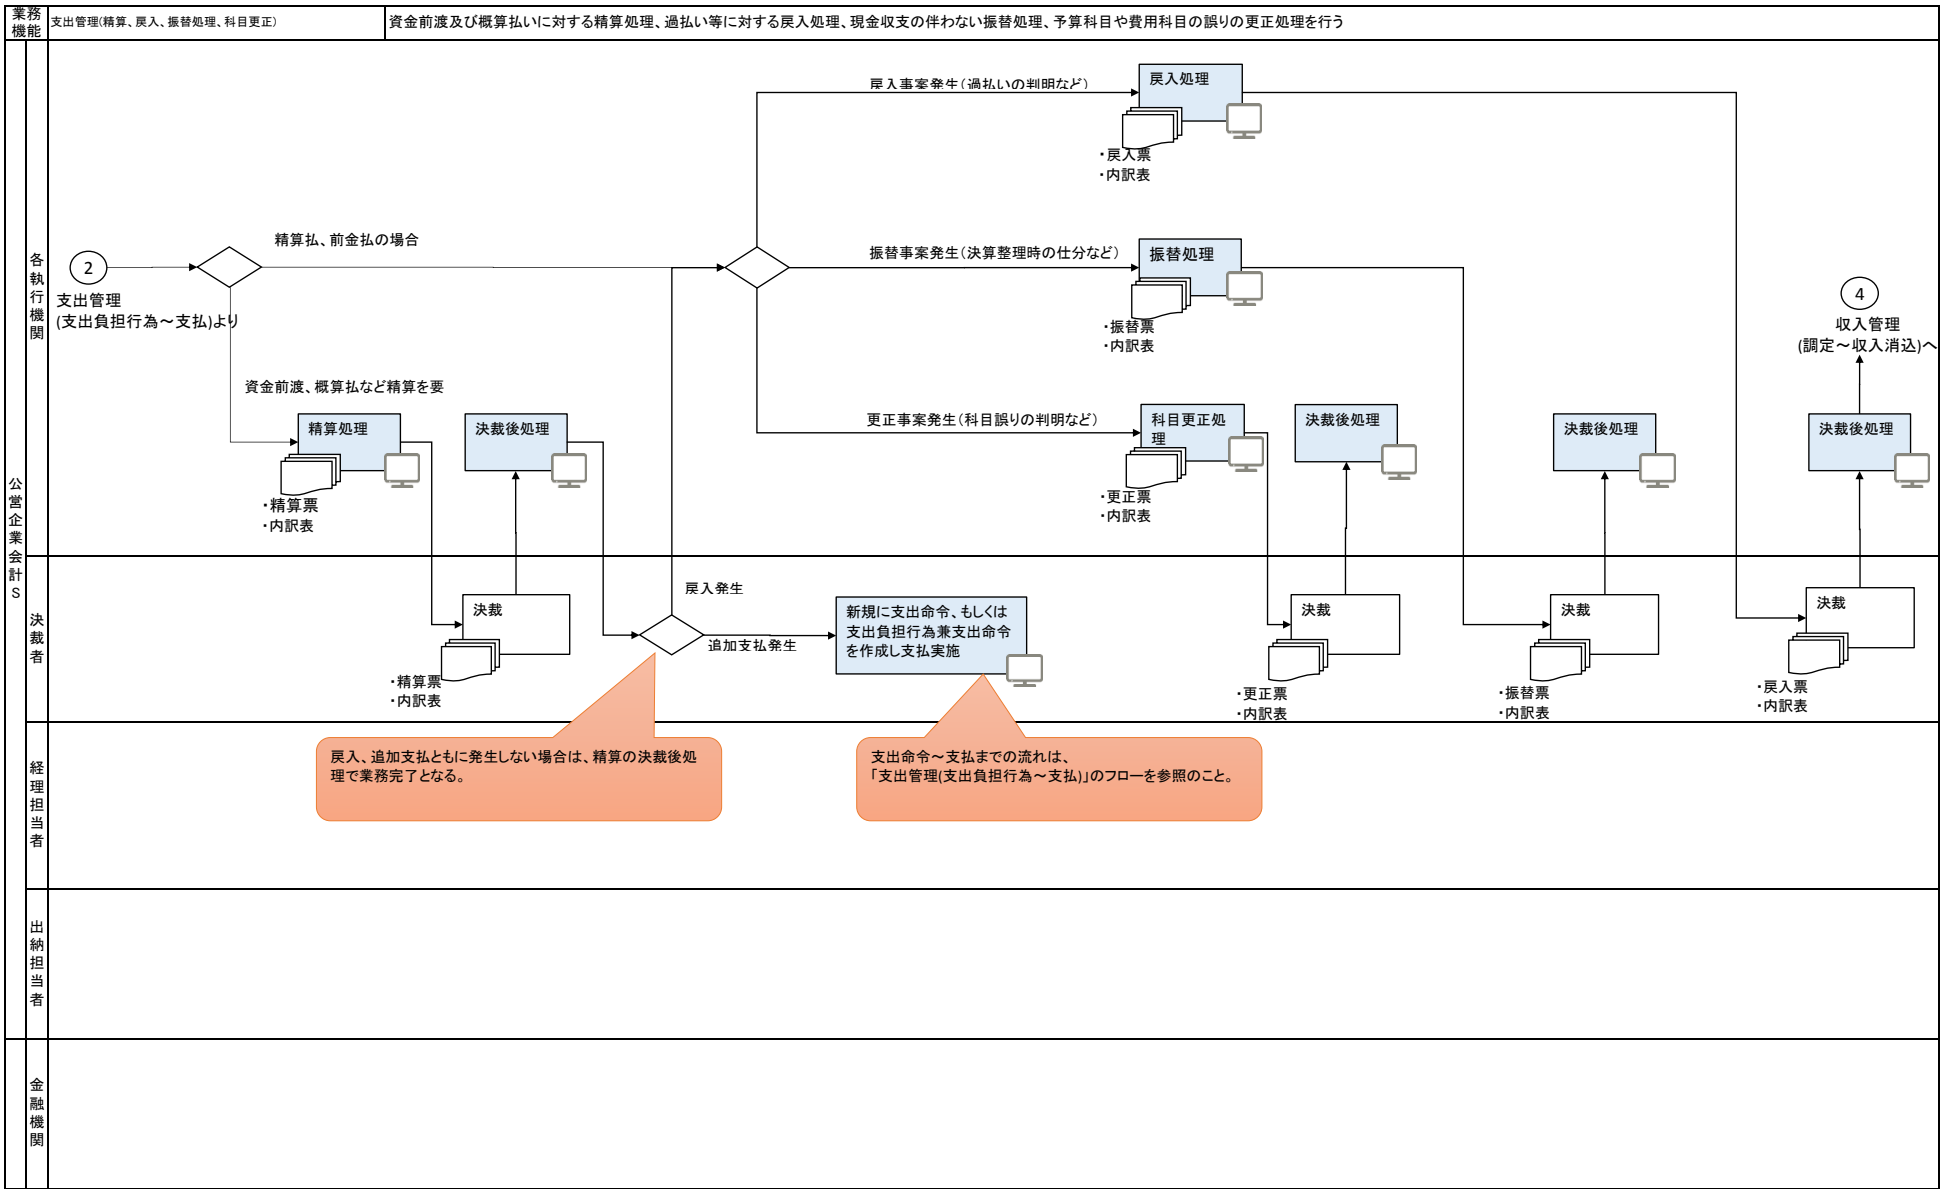 業務
機能
支出管理(精算、戻入、振替処理、科目更正)
資金前渡及び概算払いに対する精算処理、過払い等に対する戻入処理、現金収支の伴わない振替処理、予算科目や費用科目の誤りの更正処理を行う
公営企業会計S
各執行機関
2
支出管理
(支出負担行為～支払)より
精算払、前金払の場合
資金前渡、概算払など精算を要
精算処理
・精算票
・内訳表
決裁後処理
戻入事案発生(過払いの判明など)
戻入処理
・戻入票
・内訳表
振替事案発生(決算整理時の仕分など)
振替処理
・振替票
・内訳表
更正事案発生(科目誤りの判明など)
科目更正処
理
・更正票
・内訳表
決裁後処理
決裁後処理
決裁後処理
4
収入管理
(調定～収入消込)へ
決裁者
決裁
・精算票
・内訳表
戻入発生
追加支払発生
新規に支出命令、もしくは
支出負担行為兼支出命令
を作成し支払実施
決裁
・更正票
・内訳表
決裁
・振替票
・内訳表
決裁
・戻入票
・内訳表
経理担当者
戻入、追加支払ともに発生しない場合は、精算の決裁後処
理で業務完了となる。
支出命令～支払までの流れは、
「支出管理(支出負担行為～支払)」のフローを参照のこと。
出納担当者
金融機関